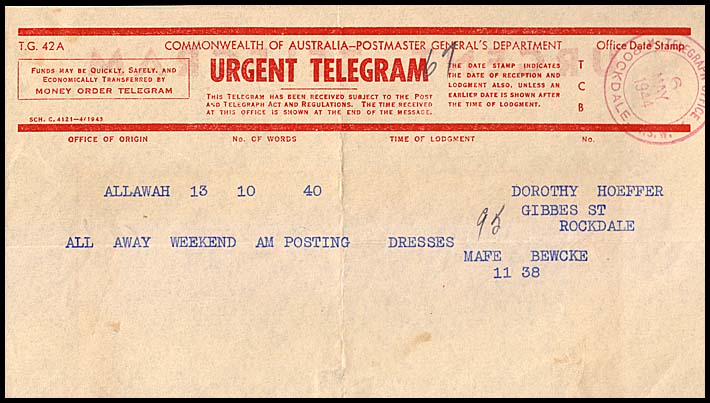 T.G. 42A
COMMONWEALTH OF AUSTRALIA—POSTMASTER GENERAL'S DEPARTMENT
Office Date Stamp
FUNDS MAY BE QUICKLY, SAFELY, AND
ECONOMICALLY TRANSFERRED BY
MONEY ORDER TELEGRAM
URGENT TELEGRAM
THIS TELEGRAM HAS BEEN RECEIVED SUBJECT TO THE POST
AND TELEGRAPH ACT AND REGULATIONS. THE TIME RECEIVED
AT THIS OFFICE IS SHOWN AT THE END OF THE MESSAGE.
THE DATE STAMP INDICATES
THE DATE OF RECEPTION AND
LODGMENT ALSO, UNLESS AN
EARLIER DATE IS SHOWN AFTER
THE TIME OF LODGMENT.
T
C
B
TELEGRAPH OFFICE
ROCKDALE
6
MAY
1944
N.S.W.
SCH. C. 4121—4/1943
OFFICE OF ORIGIN No. OF WORDS TIME OF LODGMENT No.
ALLAWAH 13 10 40 DOROTHY HOEFFER
95 GIBBES ST
ROCKDALE
ALL AWAY WEEKEND AM POSTING DRESSES
MAFE BEWCKE
11 38